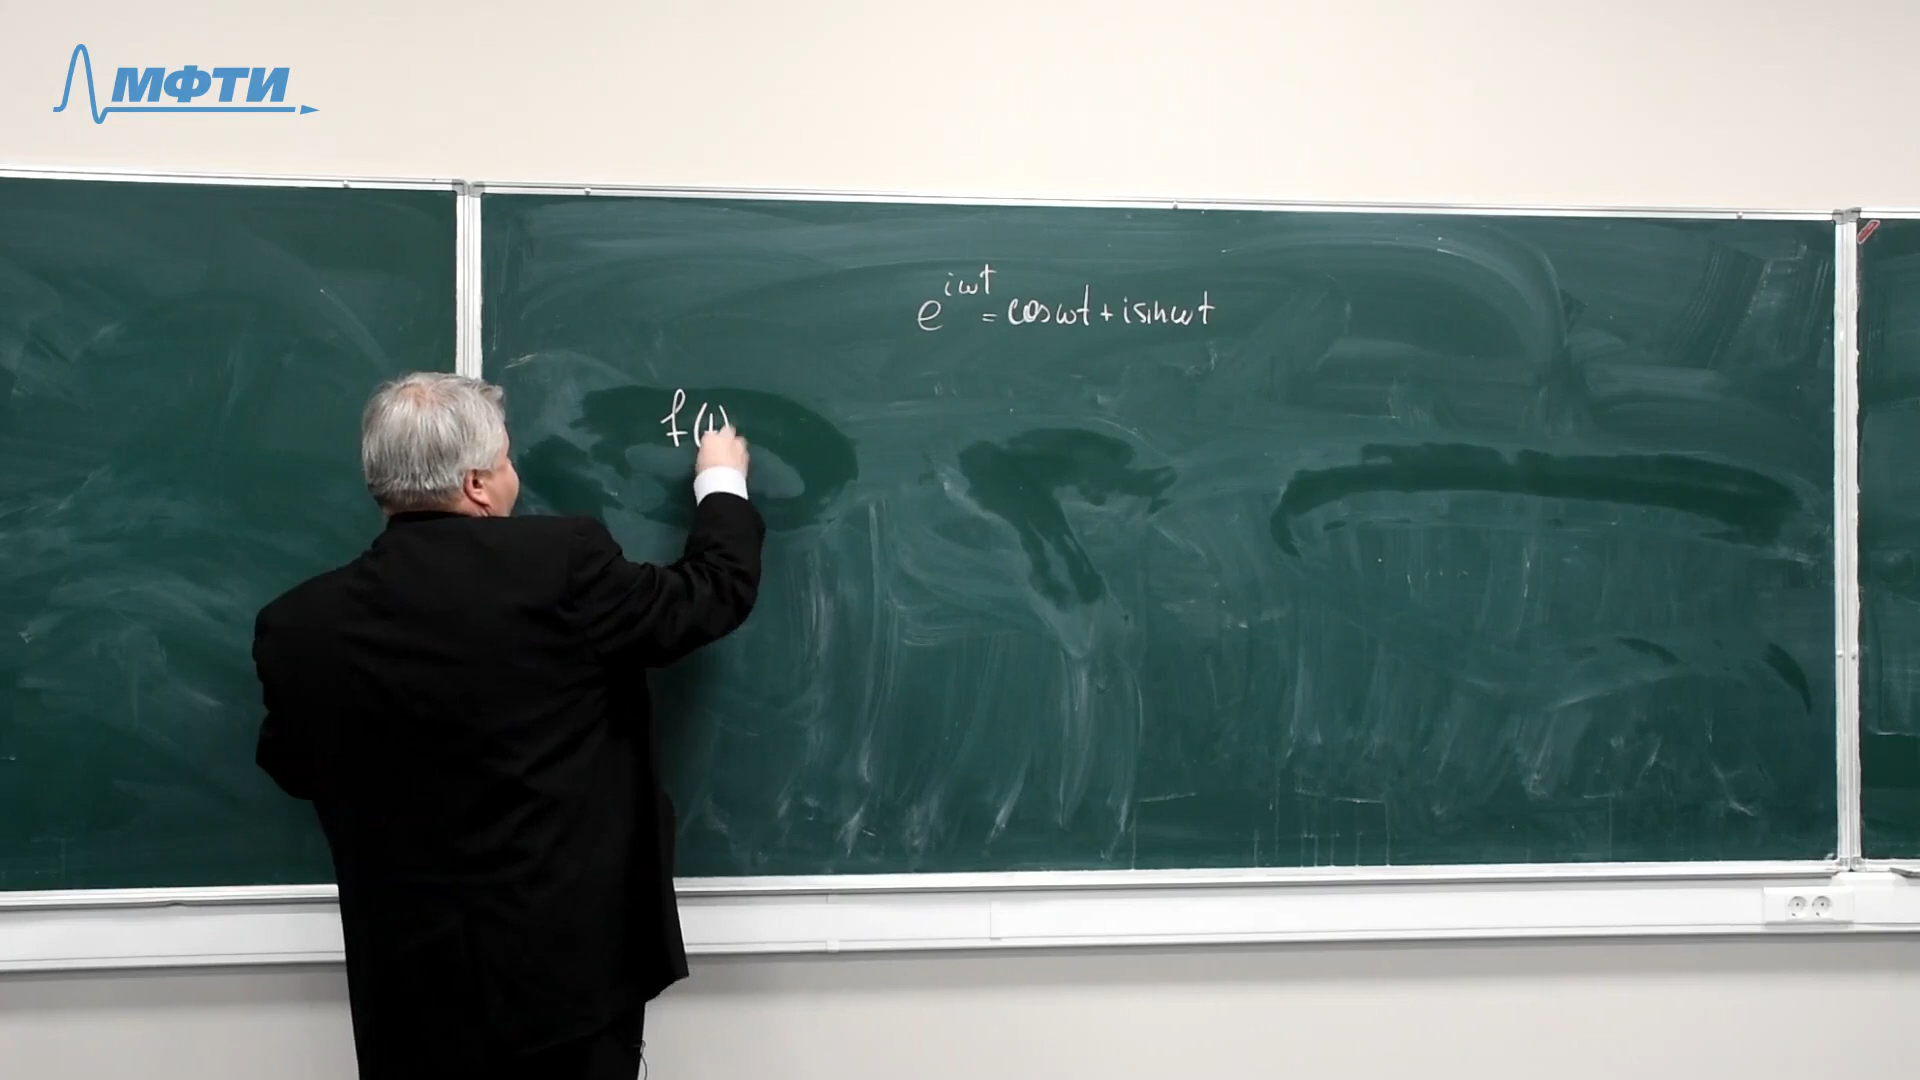 МФТИ
e^{iωt} = cos ωt + i sin ωt
f(t)